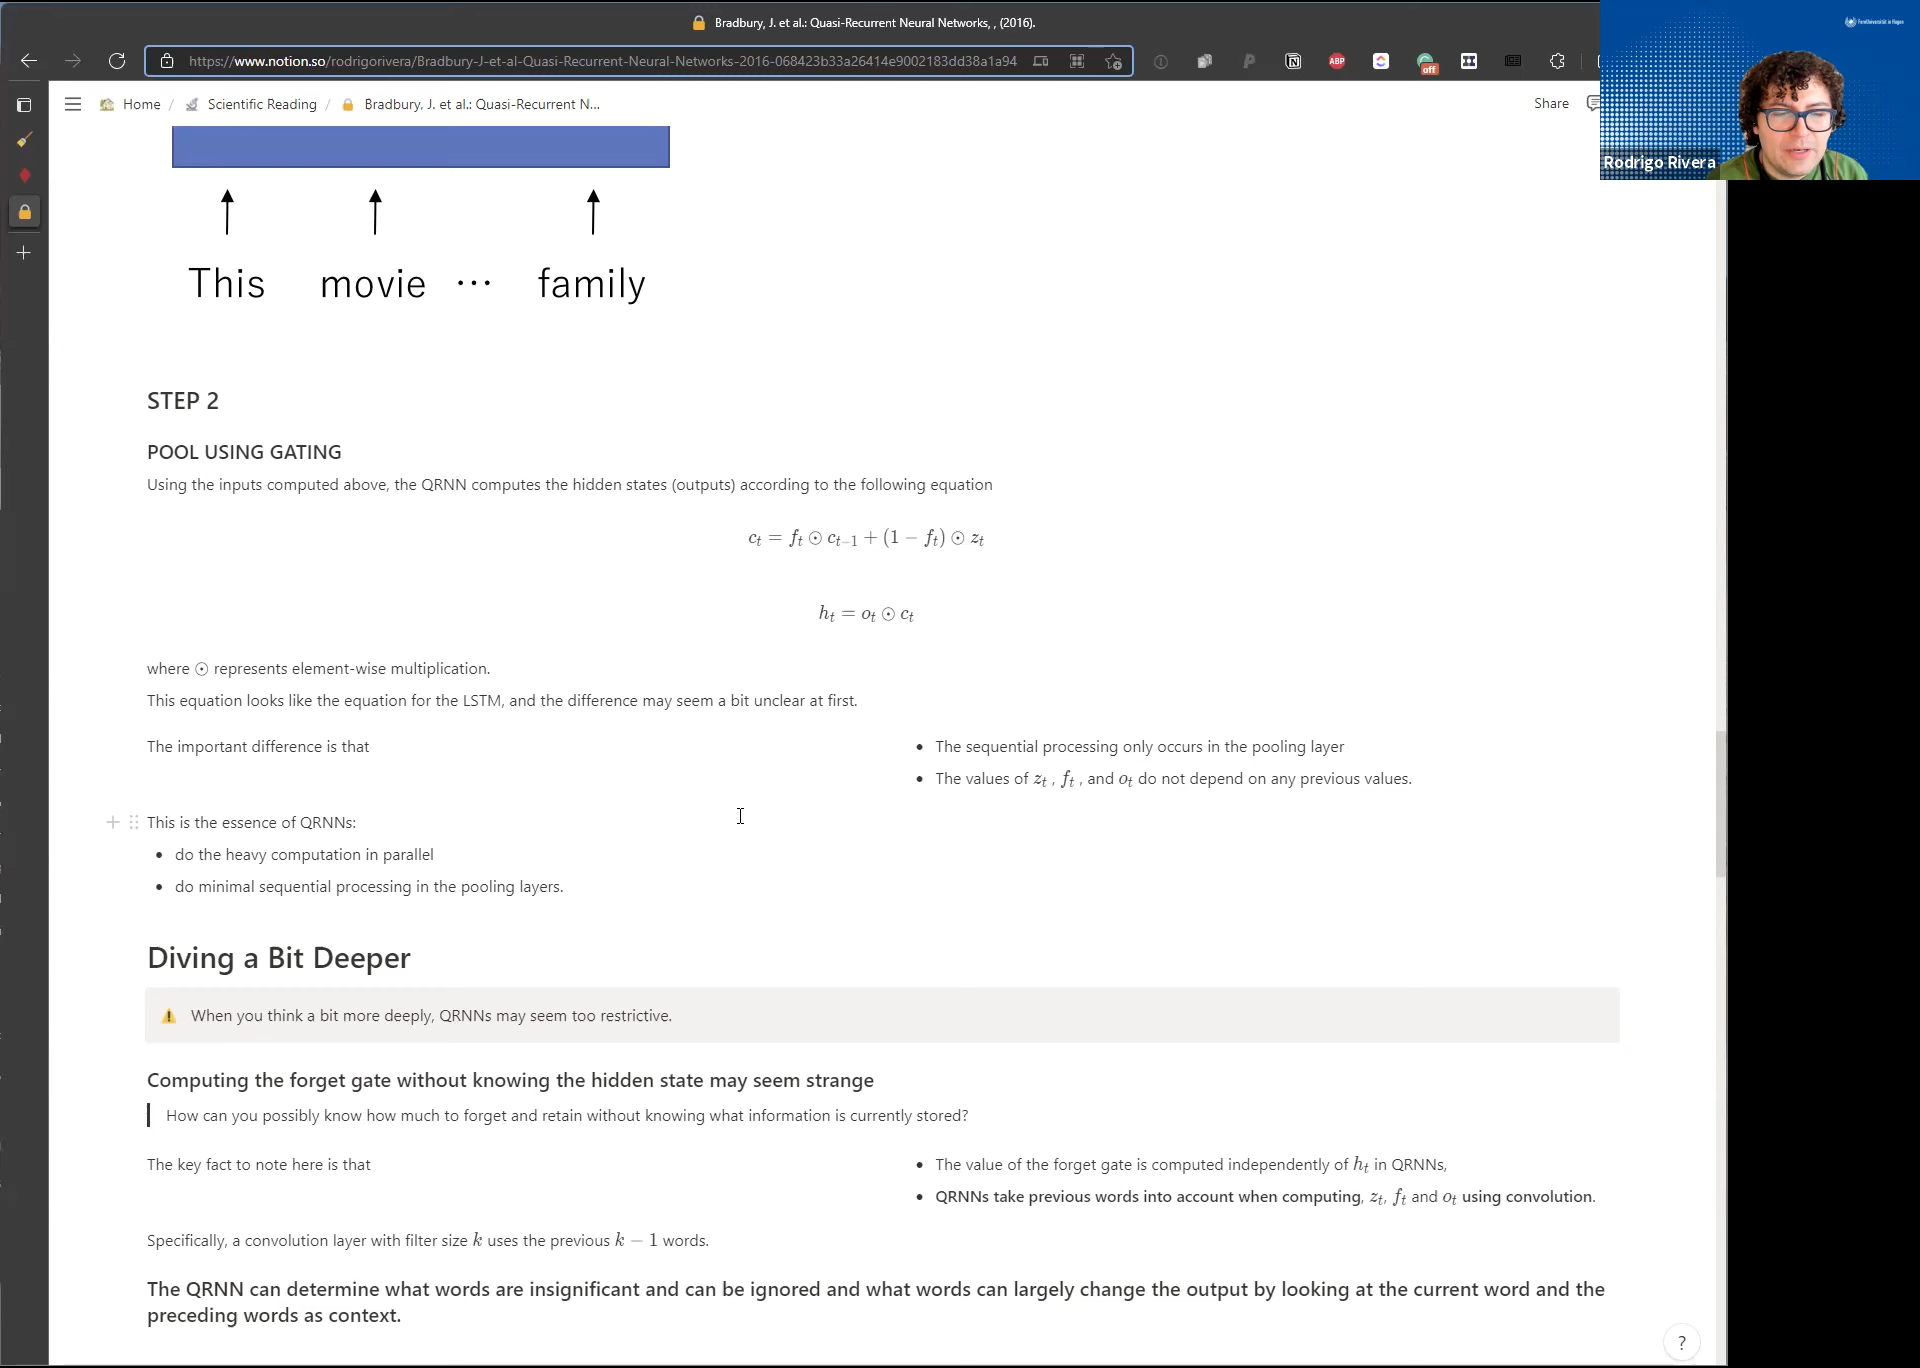 Bradbury, J. et al.: Quasi-Recurrent Neural Networks, , (2016).
https://www.notion.so/rodrigorivera/Bradbury-J-et-al-Quasi-Recurrent-Neural-Networks-2016-068423b33a26414e9002183dd38a1a94
ABP
off
Home / Scientific Reading / Bradbury, J. et al.: Quasi-Recurrent N...
Share
Rodrigo Rivera
This movie ... family
STEP 2
POOL USING GATING
Using the inputs computed above, the QRNN computes the hidden states (outputs) according to the following equation
c_t = f_t ⊙ c_{t−1} + (1 − f_t) ⊙ z_t
h_t = o_t ⊙ c_t
where ⊙ represents element-wise multiplication.
This equation looks like the equation for the LSTM, and the difference may seem a bit unclear at first.
The important difference is that
• The sequential processing only occurs in the pooling layer
• The values of z_t , f_t , and o_t do not depend on any previous values.
This is the essence of QRNNs:
• do the heavy computation in parallel
• do minimal sequential processing in the pooling layers.
Diving a Bit Deeper
When you think a bit more deeply, QRNNs may seem too restrictive.
Computing the forget gate without knowing the hidden state may seem strange
How can you possibly know how much to forget and retain without knowing what information is currently stored?
The key fact to note here is that
• The value of the forget gate is computed independently of h_t in QRNNs,
• QRNNs take previous words into account when computing, z_t, f_t and o_t using convolution.
Specifically, a convolution layer with filter size k uses the previous k − 1 words.
The QRNN can determine what words are insignificant and can be ignored and what words can largely change the output by looking at the current word and the
preceding words as context.
?